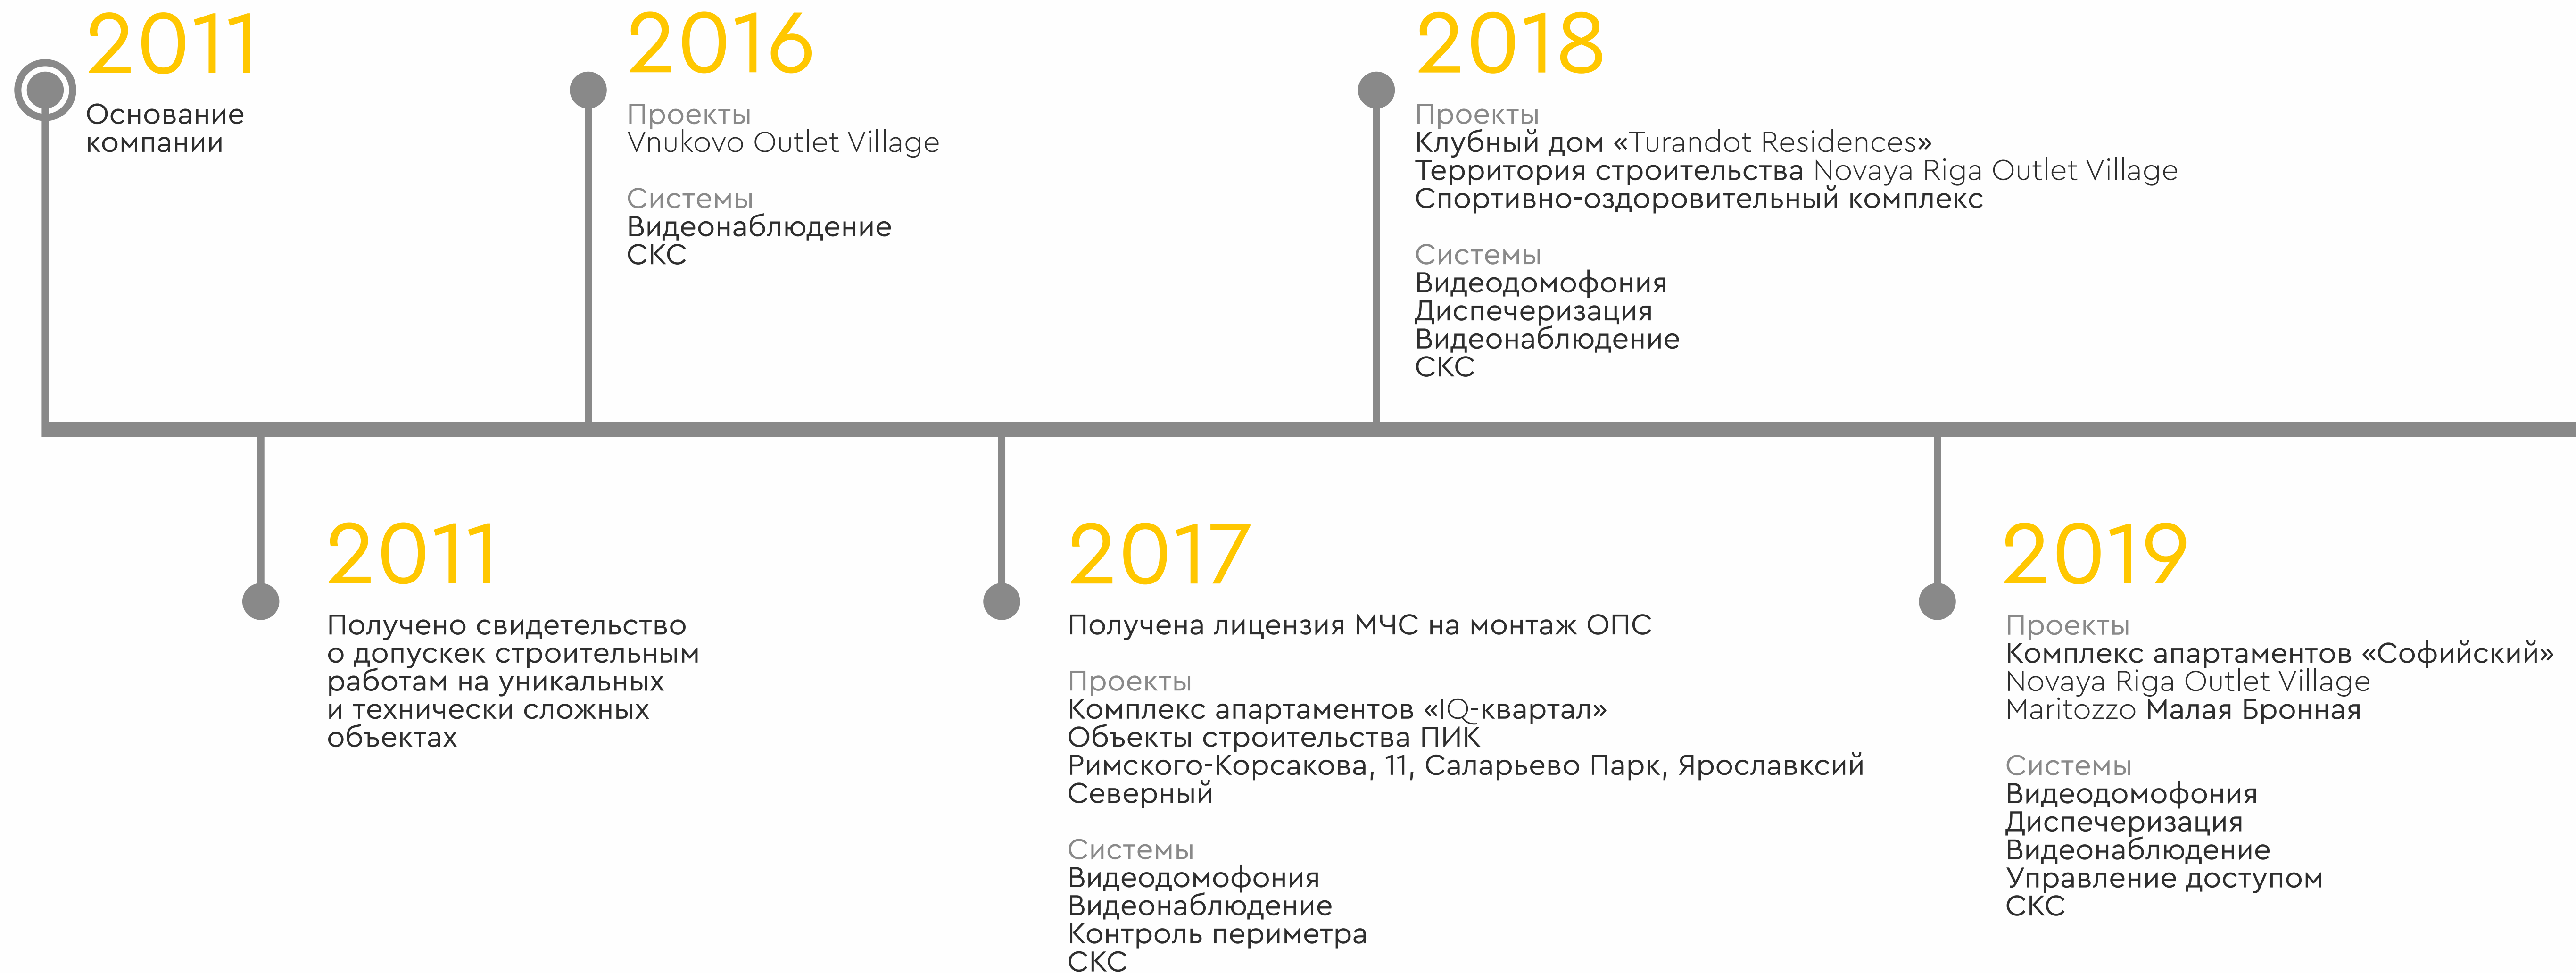 2011
Основание
компании
2016
Проекты
Vnukovo Outlet Village
Системы
Видеонаблюдение
СКС
2018
Проекты
Клубный дом «Turandot Residences»
Территория строительства Novaya Riga Outlet Village
Спортивно-оздоровительный комплекс
Системы
Видеодомофония
Диспечеризация
Видеонаблюдение
СКС
2011
Получено свидетельство
о допускек строительным
работам на уникальных
и технически сложных
объектах
2017
Получена лицензия МЧС на монтаж ОПС
Проекты
Комплекс апартаментов «IQ-квартал»
Объекты строительства ПИК
Римского-Корсакова, 11, Саларьево Парк, Ярославксий
Северный
Системы
Видеодомофония
Видеонаблюдение
Контроль периметра
СКС
2019
Проекты
Комплекс апартаментов «Софийский»
Novaya Riga Outlet Village
Maritozzo Малая Бронная
Системы
Видеодомофония
Диспечеризация
Видеонаблюдение
Управление доступом
СКС